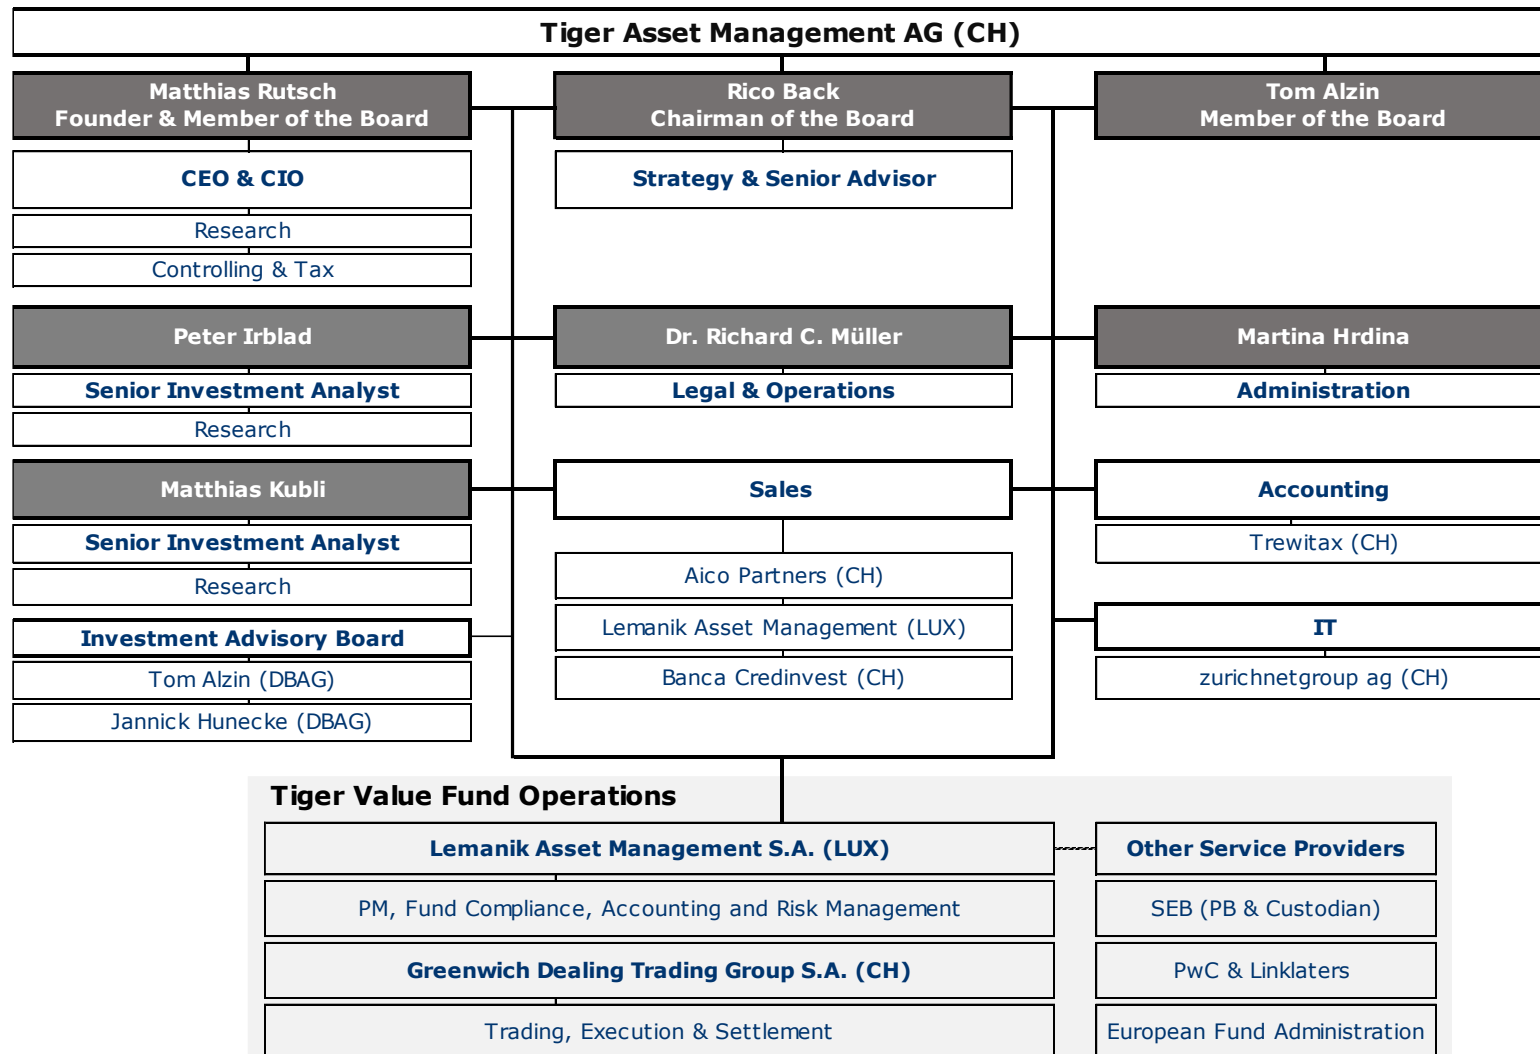 Tiger Asset Management AG (CH)
Matthias Rutsch
Founder & Member of the Board
CEO & CIO
Research
Controlling & Tax
Rico Back
Chairman of the Board
Strategy & Senior Advisor
Tom Alzin
Member of the Board
Peter Irblad
Senior Investment Analyst
Research
Dr. Richard C. Müller
Legal & Operations
Martina Hrdina
Administration
Matthias Kubli
Senior Investment Analyst
Research
Sales
Aico Partners (CH)
Lemanik Asset Management (LUX)
Banca Credinvest (CH)
Accounting
Trewitax (CH)
IT
zurichnetgroup ag (CH)
Investment Advisory Board
Tom Alzin (DBAG)
Jannick Hunecke (DBAG)
Tiger Value Fund Operations
Lemanik Asset Management S.A. (LUX)
PM, Fund Compliance, Accounting and Risk Management
Greenwich Dealing Trading Group S.A. (CH)
Trading, Execution & Settlement
Other Service Providers
SEB (PB & Custodian)
PwC & Linklaters
European Fund Administration